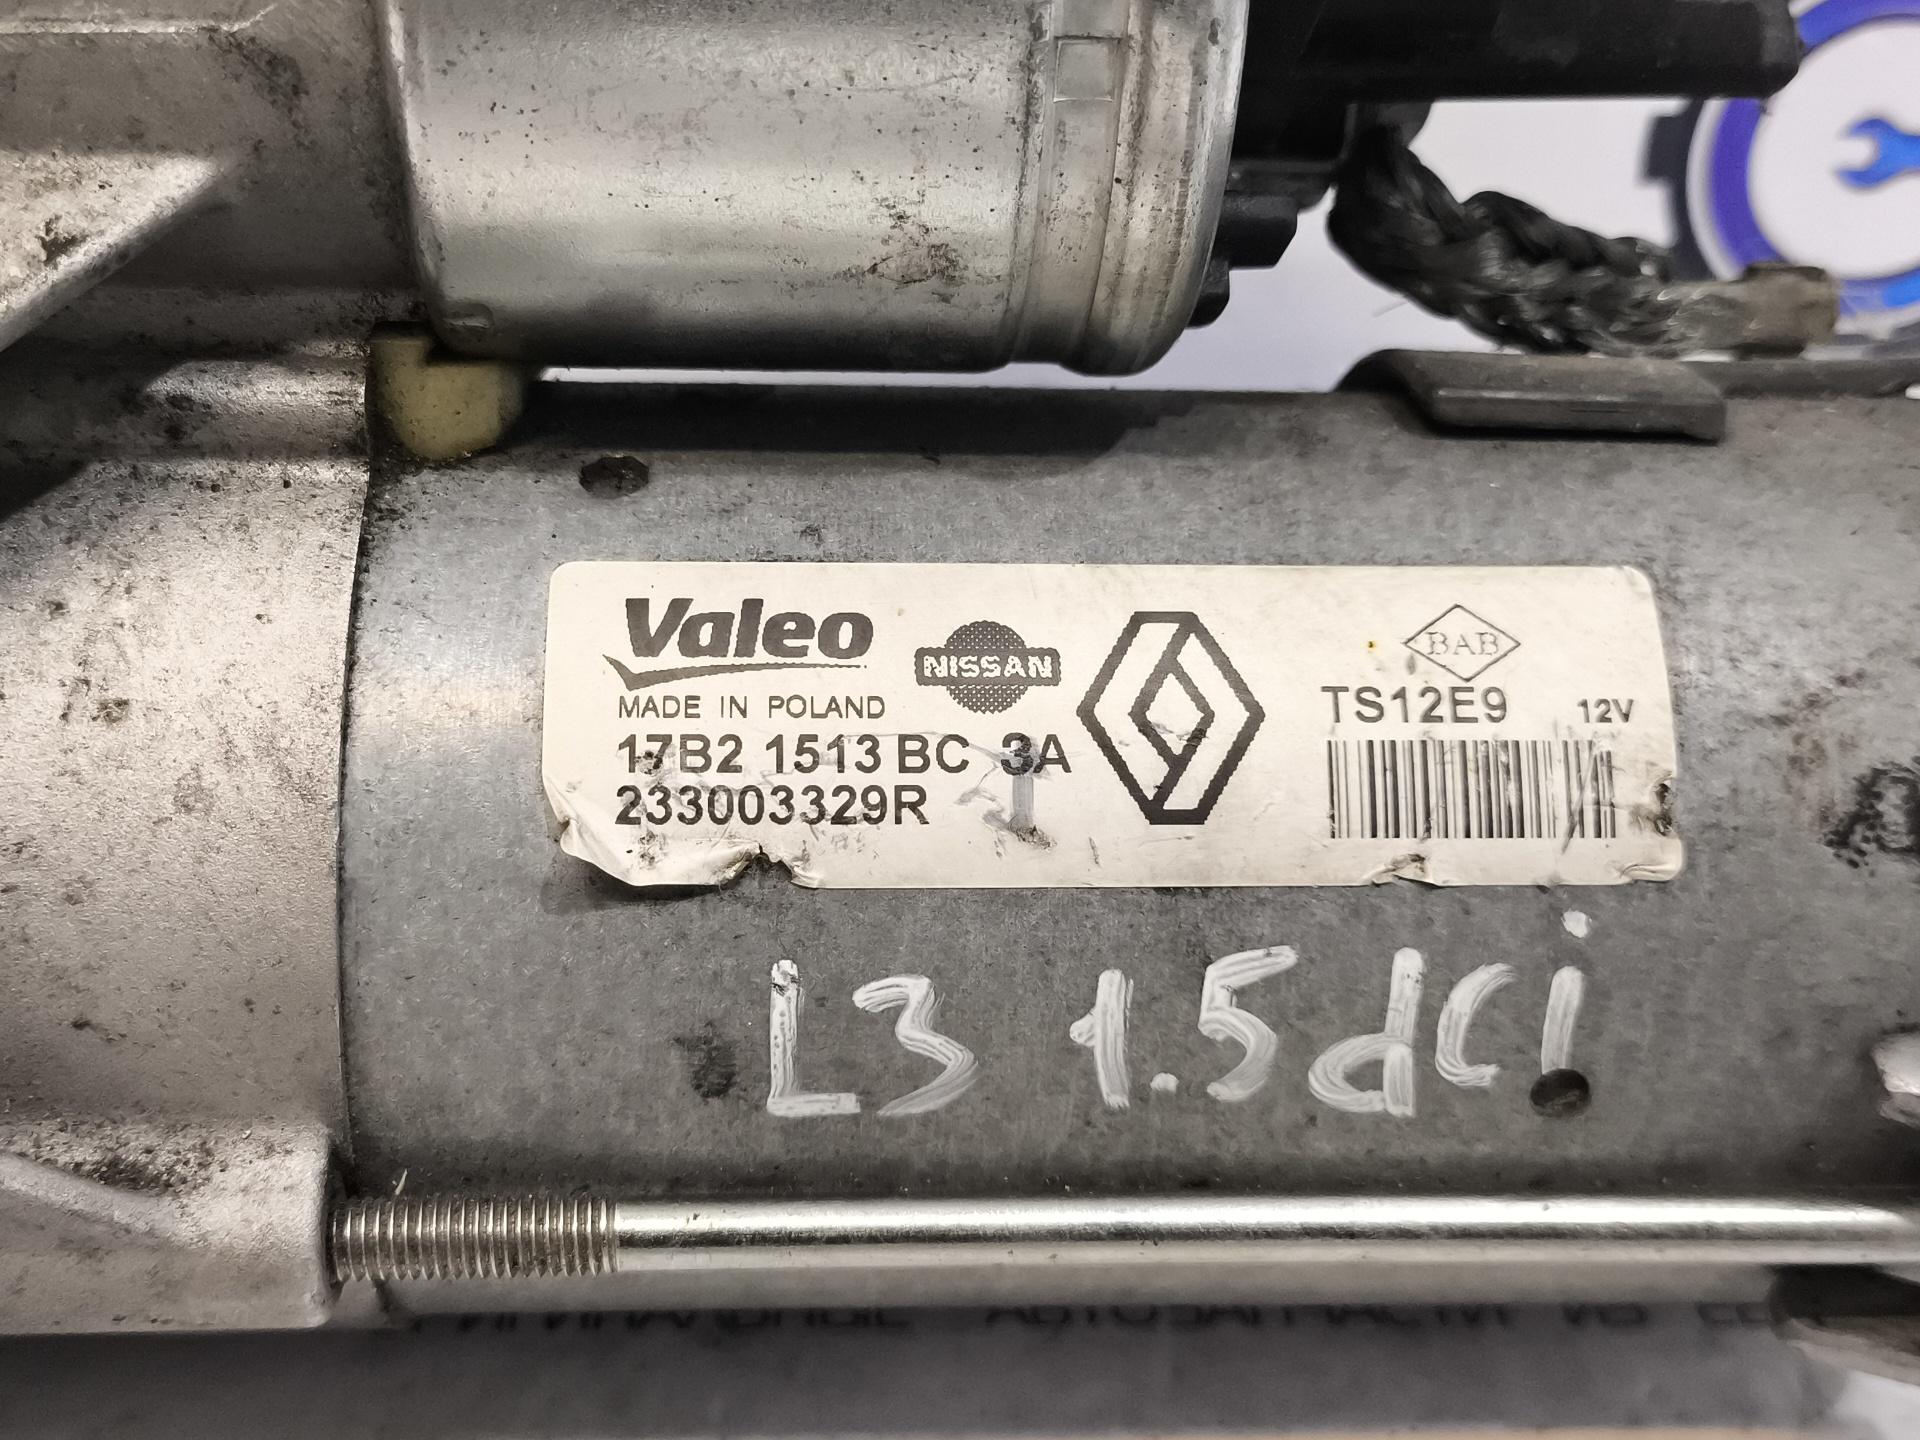 Valeo
NISSAN
MADE IN POLAND
17B2 1513 BC 3A
233003329R
BAB
TS12E9 12V
L3 1.5dci